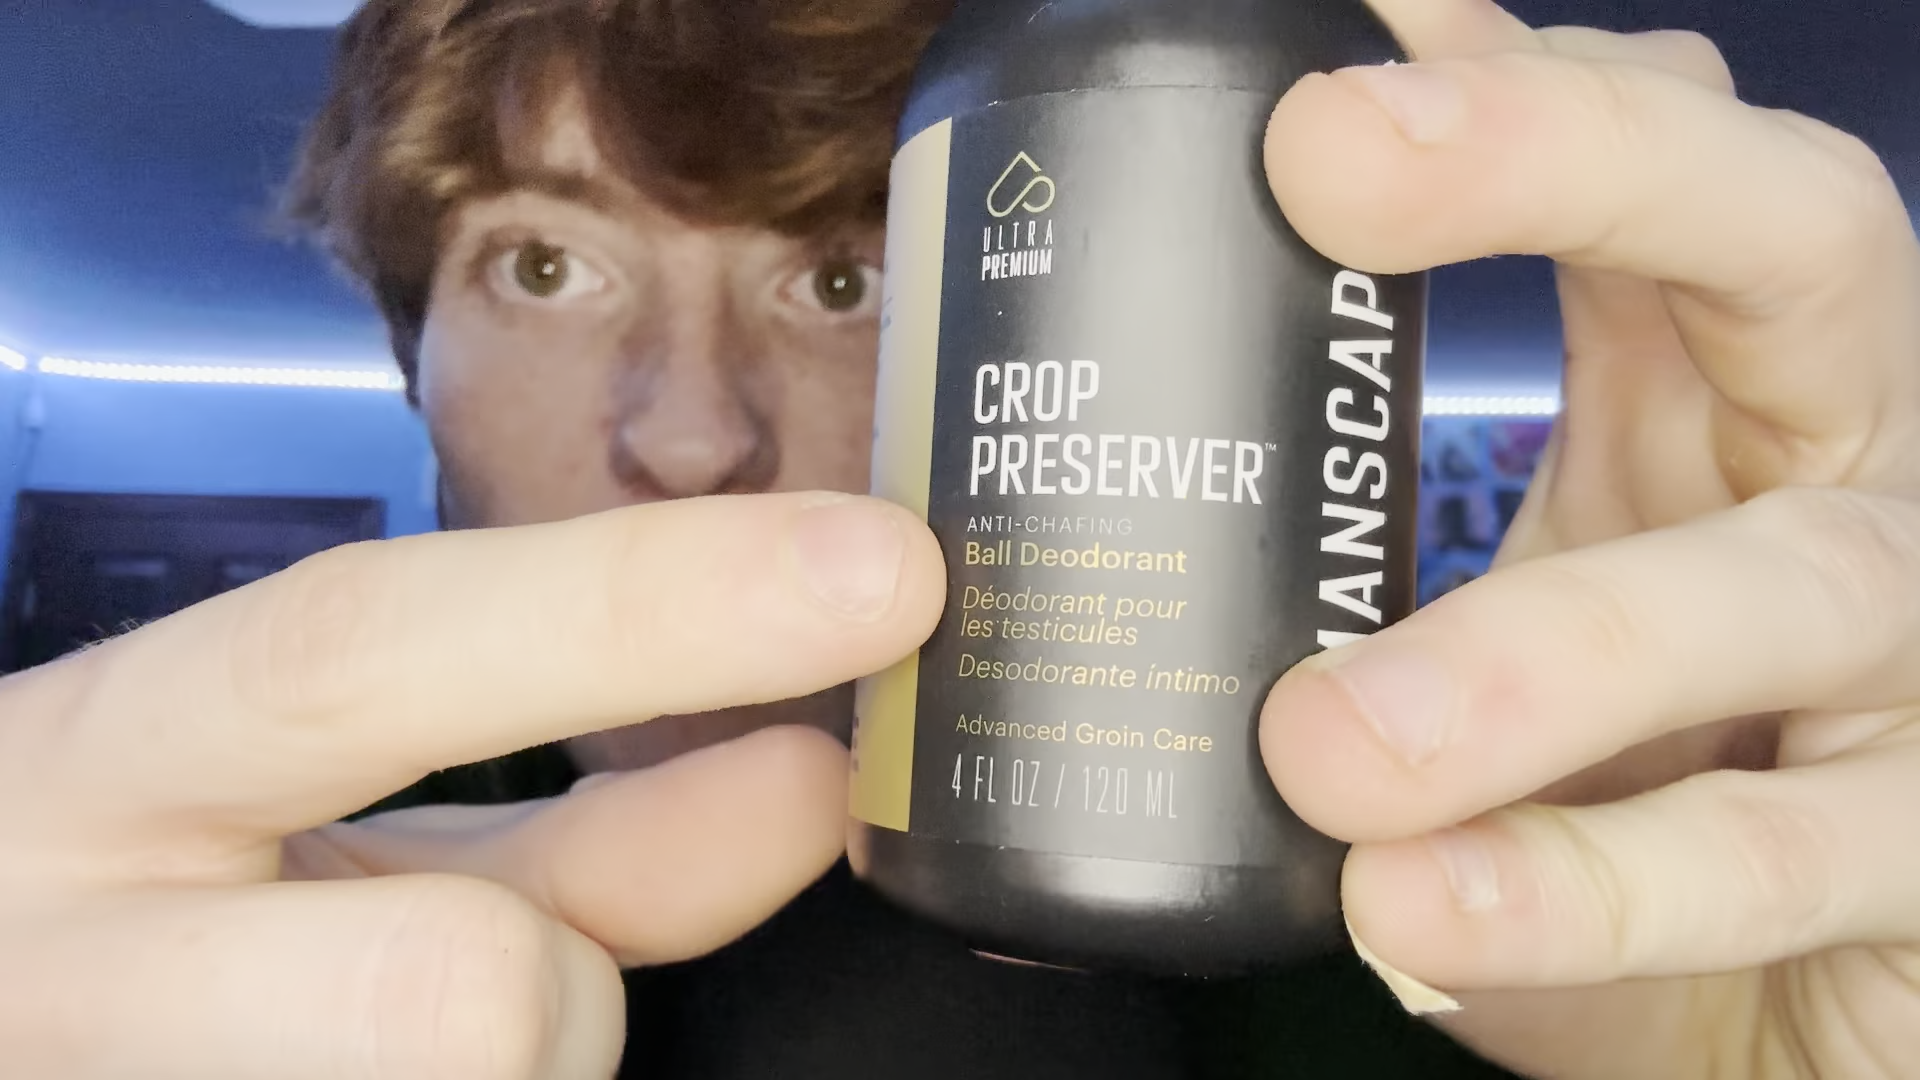 ULTRA
PREMIUM
CROP
PRESERVER™
ANTI-CHAFING
Ball Deodorant
Déodorant pour
les testicules
Desodorante íntimo
Advanced Groin Care
4 FL OZ / 120 ML
MANSCAP